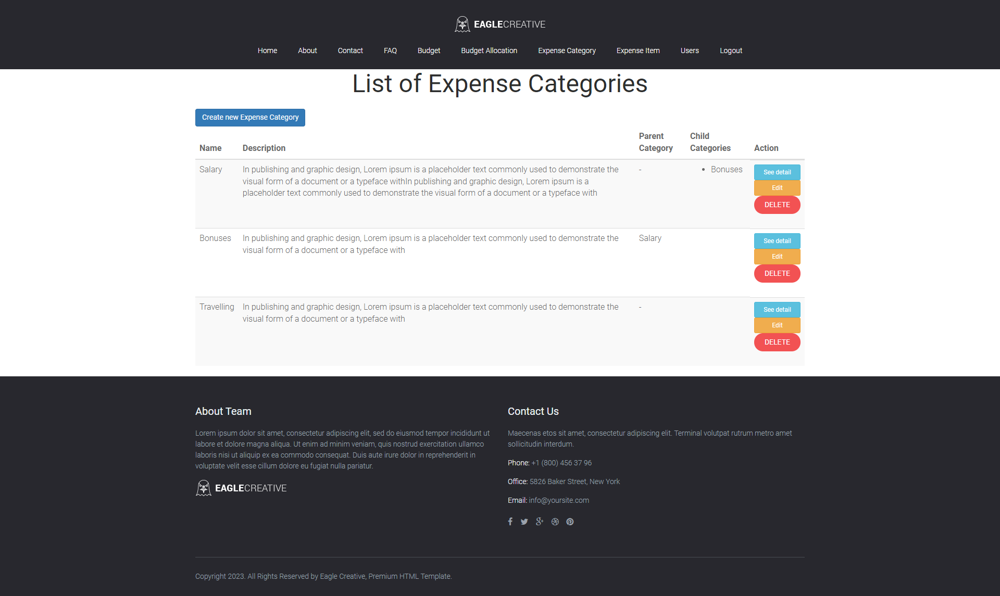 EAGLECREATIVE
Home About Contact FAQ Budget Budget Allocation Expense Category Expense Item Users Logout
List of Expense Categories
Create new Expense Category
Name Description Parent Category Child Categories Action
Salary In publishing and graphic design, Lorem ipsum is a placeholder text commonly used to demonstrate the - • Bonuses See detail
visual form of a document or a typeface withIn publishing and graphic design, Lorem ipsum is a Edit
placeholder text commonly used to demonstrate the visual form of a document or a typeface with DELETE
Bonuses In publishing and graphic design, Lorem ipsum is a placeholder text commonly used to demonstrate the Salary See detail
visual form of a document or a typeface with Edit
DELETE
Travelling In publishing and graphic design, Lorem ipsum is a placeholder text commonly used to demonstrate the - See detail
visual form of a document or a typeface with Edit
DELETE
About Team
Lorem ipsum dolor sit amet, consectetur adipiscing elit, sed do eiusmod tempor incididunt ut
labore et dolore magna aliqua. Ut enim ad minim veniam, quis nostrud exercitation ullamco
laboris nisi ut aliquip ex ea commodo consequat. Duis aute irure dolor in reprehenderit in
voluptate velit esse cillum dolore eu fugiat nulla pariatur.
EAGLECREATIVE
Contact Us
Maecenas etos sit amet, consectetur adipiscing elit. Terminal volutpat rutrum metro amet
sollicitudin interdum.
Phone: +1 (800) 456 37 96
Office: 5826 Baker Street, New York
Email: info@yoursite.com
Copyright 2023. All Rights Reserved by Eagle Creative, Premium HTML Template.